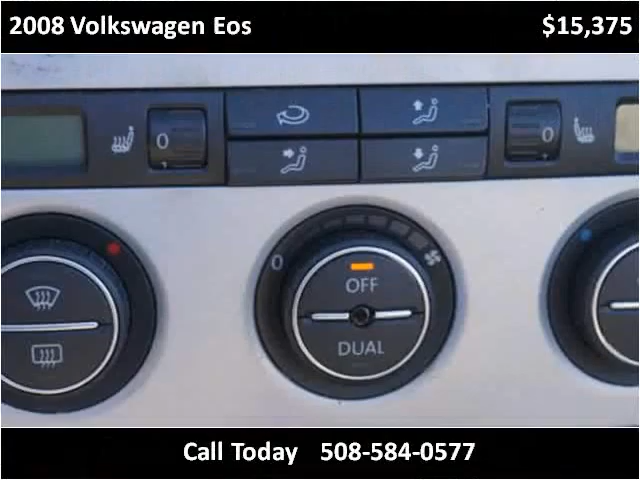 2008 Volkswagen Eos $15,375
0 0
0
OFF
DUAL
Call Today 508-584-0577